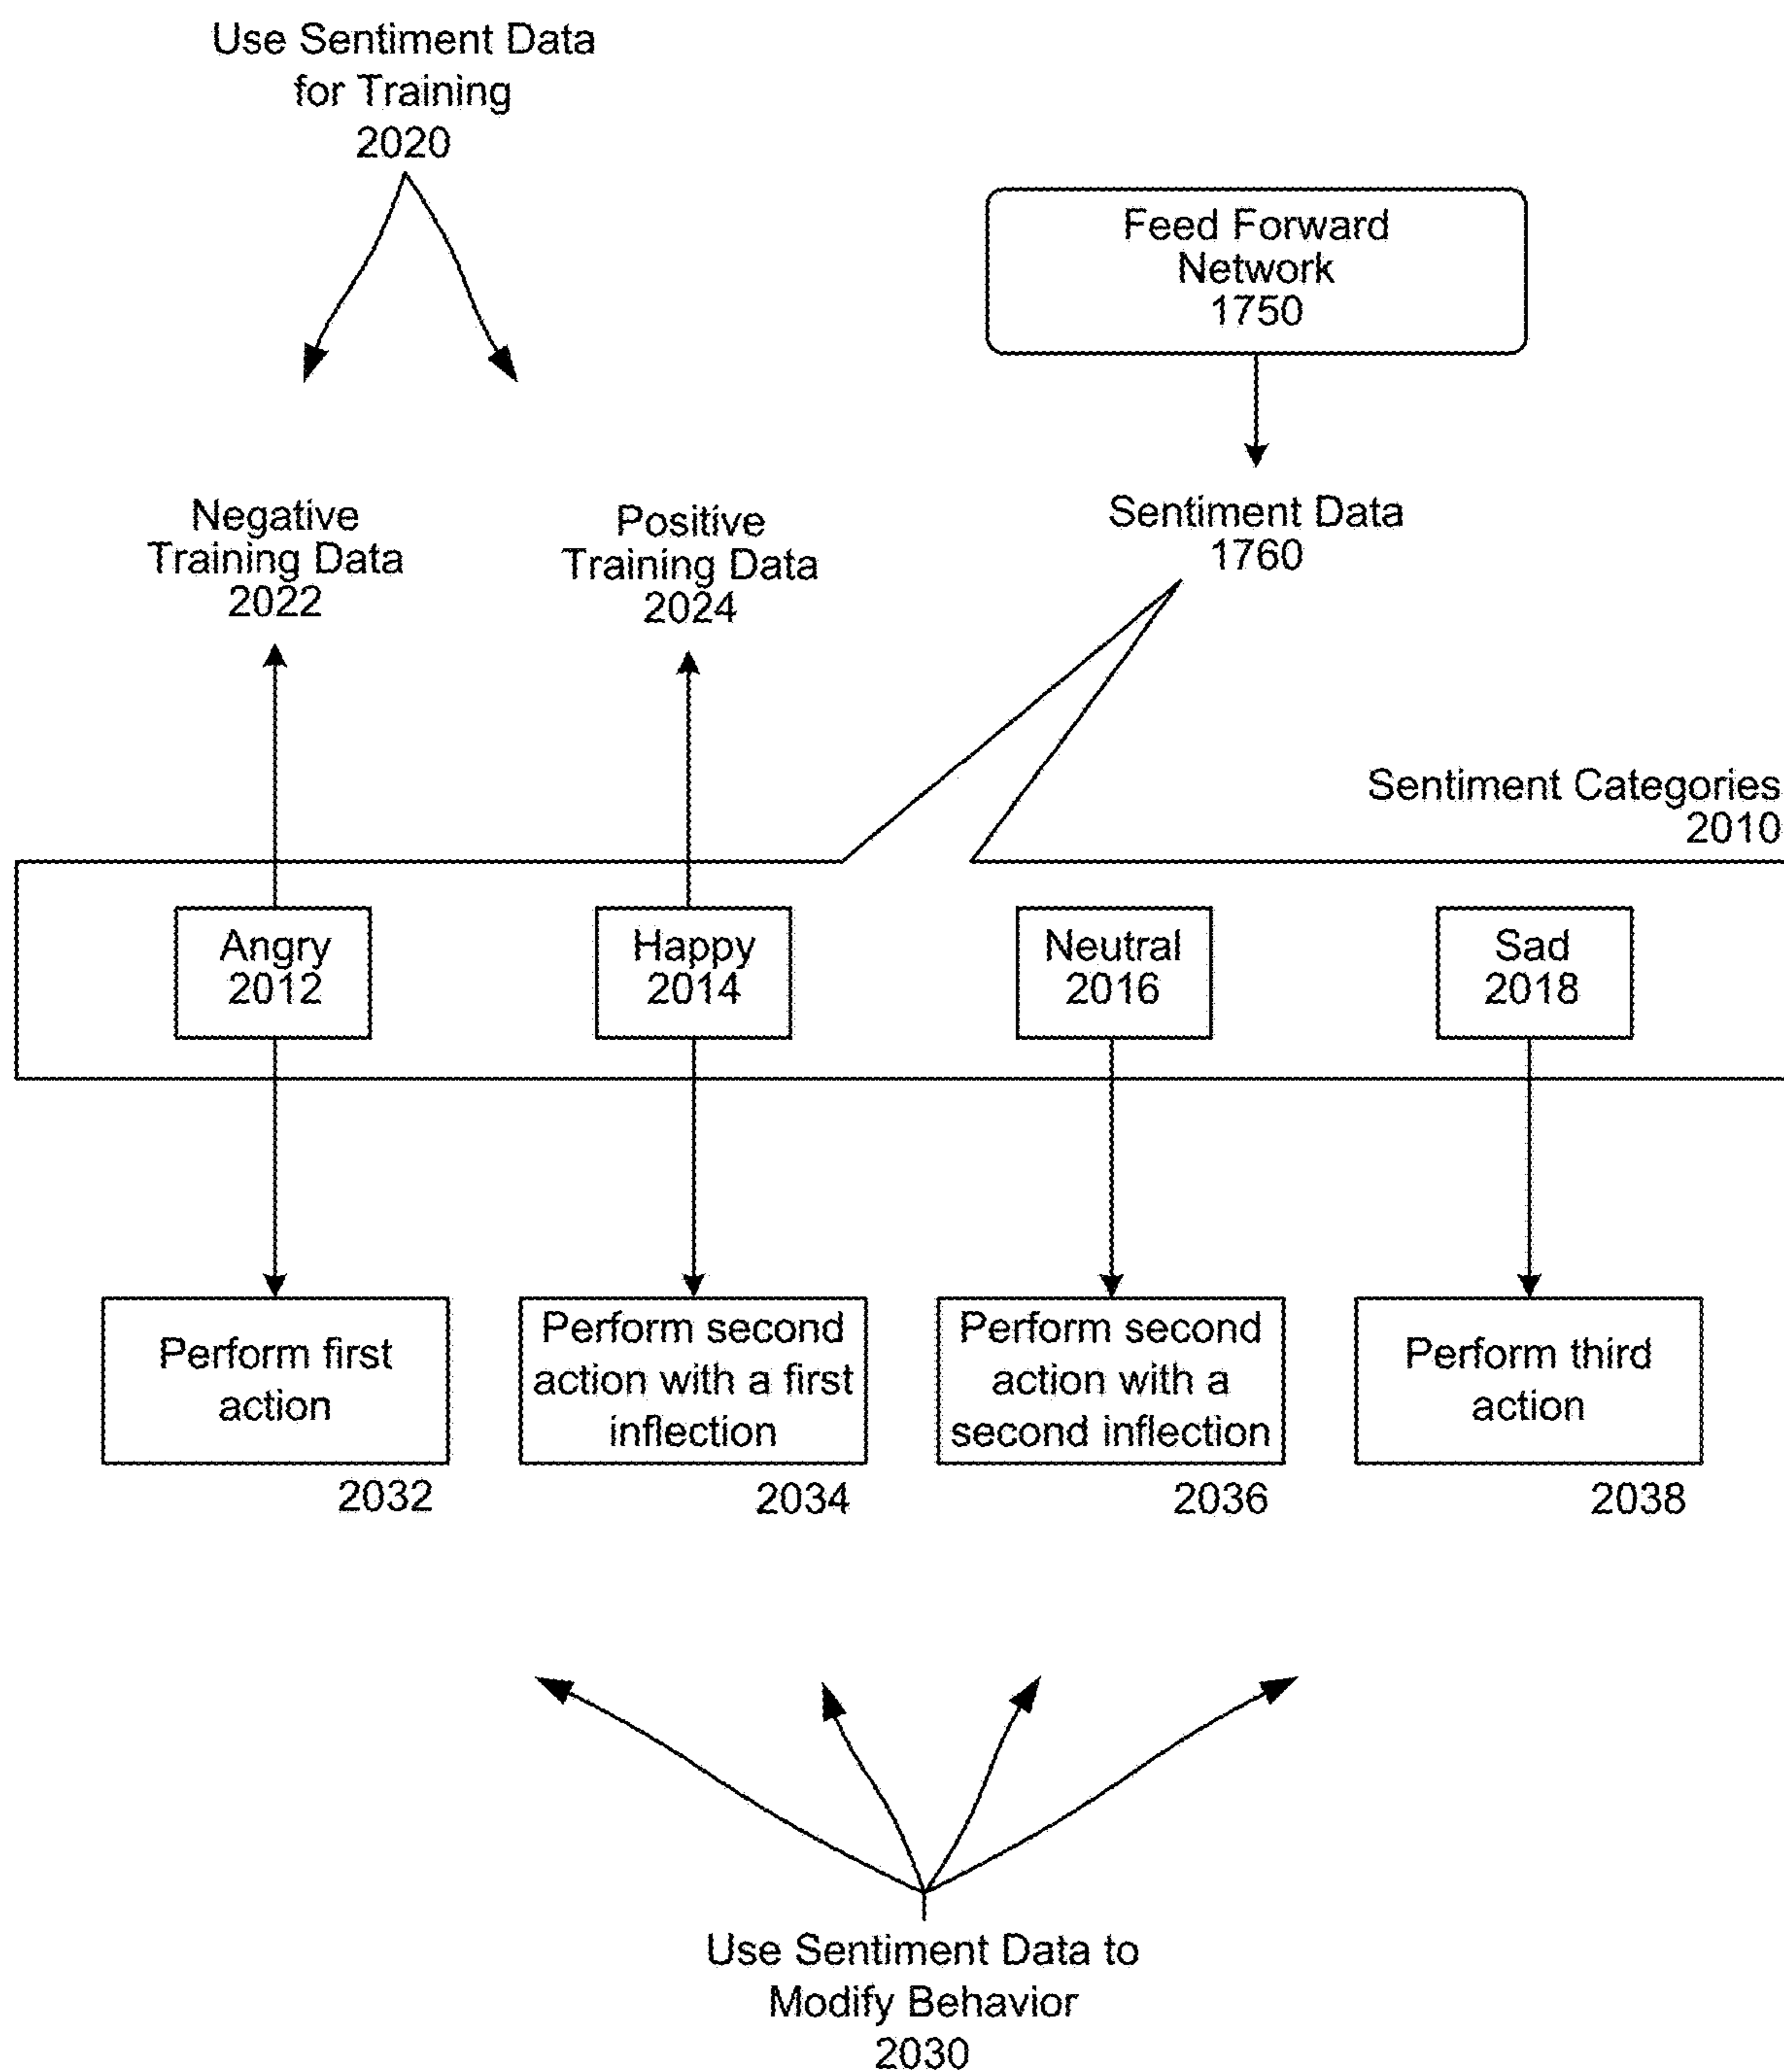 Use Sentiment Data
for Training
2020
Feed Forward
Network
1750
Sentiment Data
1760
Negative
Training Data
2022
Positive
Training Data
2024
Sentiment Categories
2010
Angry
2012
Happy
2014
Neutral
2016
Sad
2018
Perform first
action
2032
Perform second
action with a first
inflection
2034
Perform second
action with a
second inflection
2036
Perform third
action
2038
Use Sentiment Data to
Modify Behavior
2030